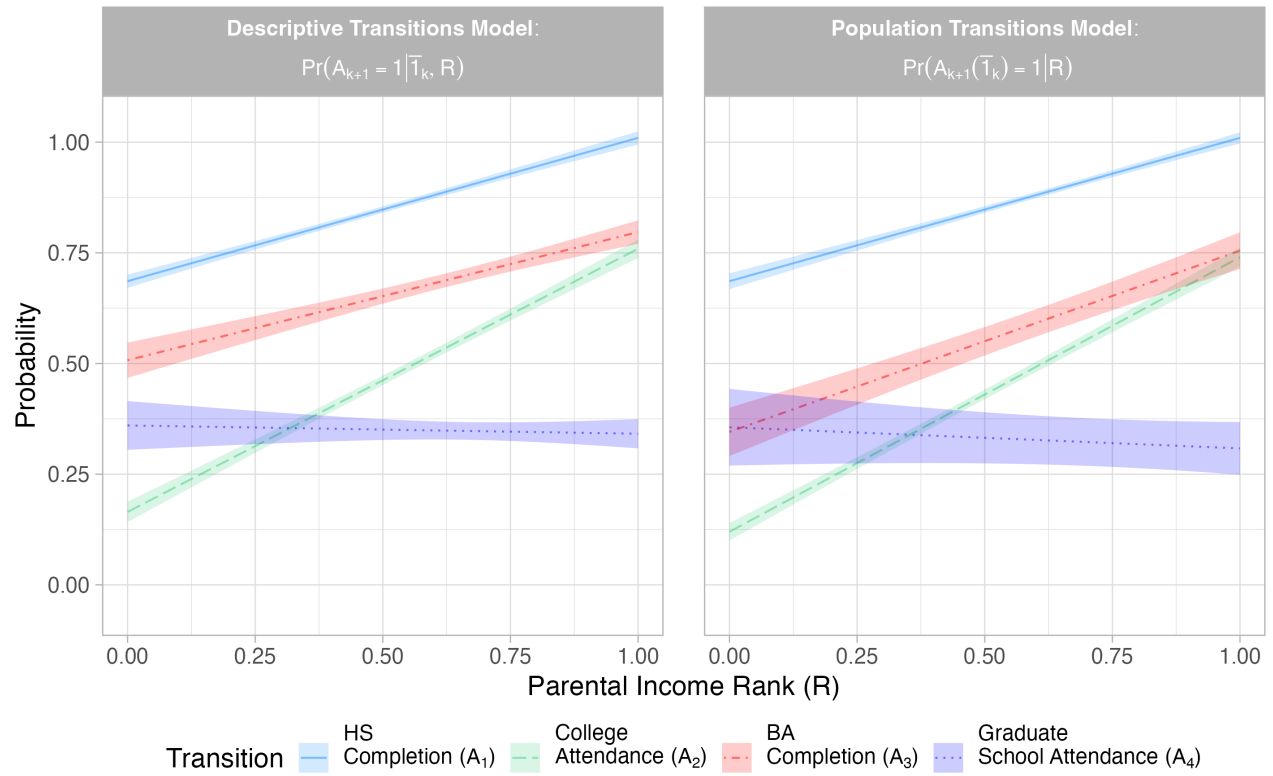 Descriptive Transitions Model:
Pr(Aₖ₊₁ = 1|1̅ₖ, R)
Population Transitions Model:
Pr(Aₖ₊₁(1̅ₖ) = 1|R)
Probability
1.00
0.75
0.50
0.25
0.00
0.00 0.25 0.50 0.75 1.00
0.00 0.25 0.50 0.75 1.00
Parental Income Rank (R)
Transition
HS
Completion (A₁)
College
Attendance (A₂)
BA
Completion (A₃)
Graduate
School Attendance (A₄)